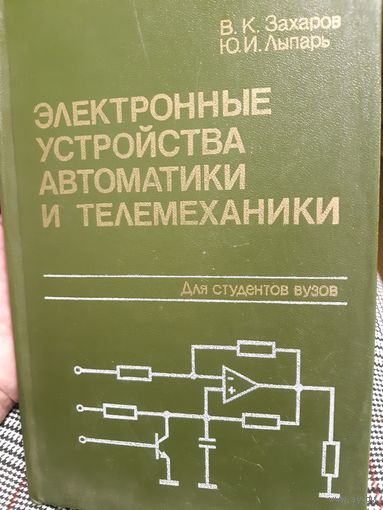 В. К. Захаров
Ю. И. Лыпарь
ЭЛЕКТРОННЫЕ
УСТРОЙСТВА
АВТОМАТИКИ
И ТЕЛЕМЕХАНИКИ
Для студентов вузов